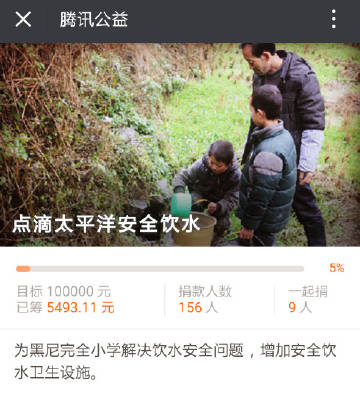 腾讯公益
点滴太平洋安全饮水
5%
目标 100000 元
捐款人数
一起捐
已筹 5493.11 元
156 人
9 人
为黑尼完全小学解决饮水安全问题，增加安全饮
水卫生设施。